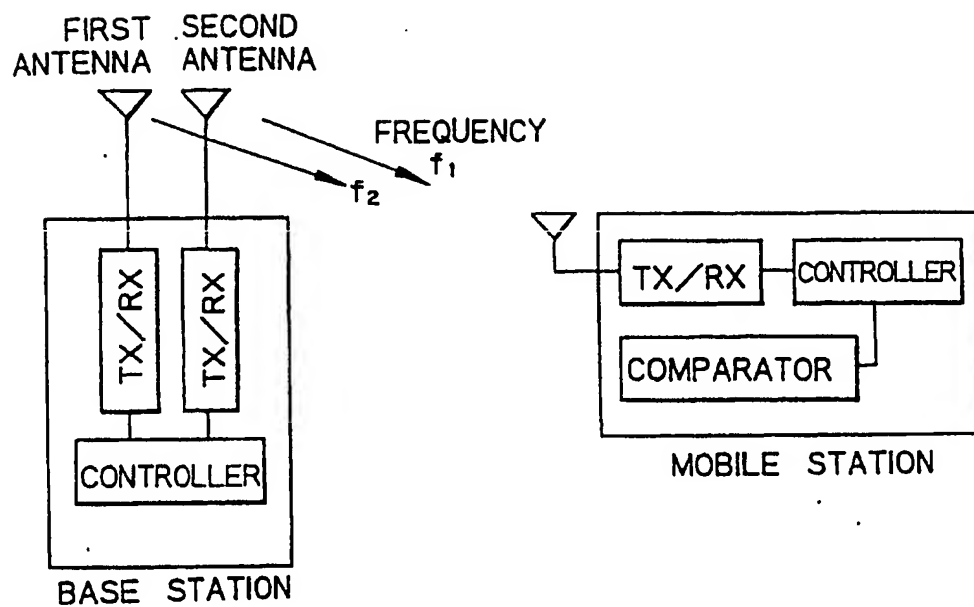 FIRST SECOND
ANTENNA ANTENNA
FREQUENCY
f1
f2
TX/RX
TX/RX
CONTROLLER
BASE STATION
TX/RX
CONTROLLER
COMPARATOR
MOBILE STATION